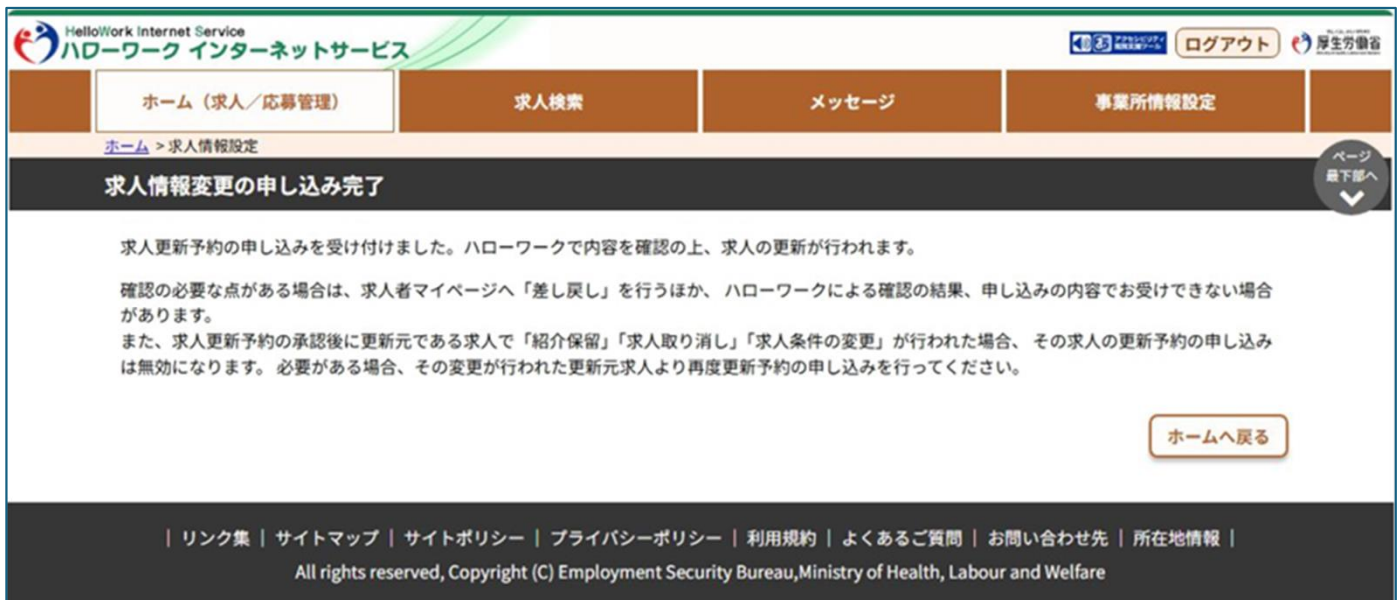 HelloWork Internet Service
ハローワーク インターネットサービス
ログアウト
厚生労働省
ホーム（求人／応募管理）
求人検索
メッセージ
事業所情報設定
ホーム > 求人情報設定
ページ
最下部へ
求人情報変更の申し込み完了
求人更新予約の申し込みを受け付けました。ハローワークで内容を確認の上、求人の更新が行われます。
確認の必要な点がある場合は、求人者マイページへ「差し戻し」を行うほか、 ハローワークによる確認の結果、申し込みの内容でお受けできない場合
があります。
また、求人更新予約の承認後に更新元である求人で「紹介保留」「求人取り消し」「求人条件の変更」が行われた場合、 その求人の更新予約の申し込み
は無効になります。 必要がある場合、その変更が行われた更新元求人より再度更新予約の申し込みを行ってください。
ホームへ戻る
| リンク集 | サイトマップ | サイトポリシー | プライバシーポリシー | 利用規約 | よくあるご質問 | お問い合わせ先 | 所在地情報 |
All rights reserved, Copyright (C) Employment Security Bureau,Ministry of Health, Labour and Welfare